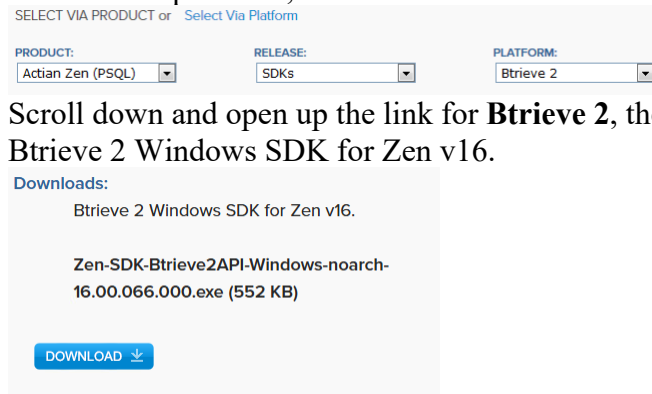 SELECT VIA PRODUCT or Select Via Platform
PRODUCT: RELEASE: PLATFORM:
Actian Zen (PSQL) SDKs Btrieve 2
Scroll down and open up the link for Btrieve 2, the
Btrieve 2 Windows SDK for Zen v16.
Downloads:
Btrieve 2 Windows SDK for Zen v16.
Zen-SDK-Btrieve2API-Windows-noarch-
16.00.066.000.exe (552 KB)
DOWNLOAD